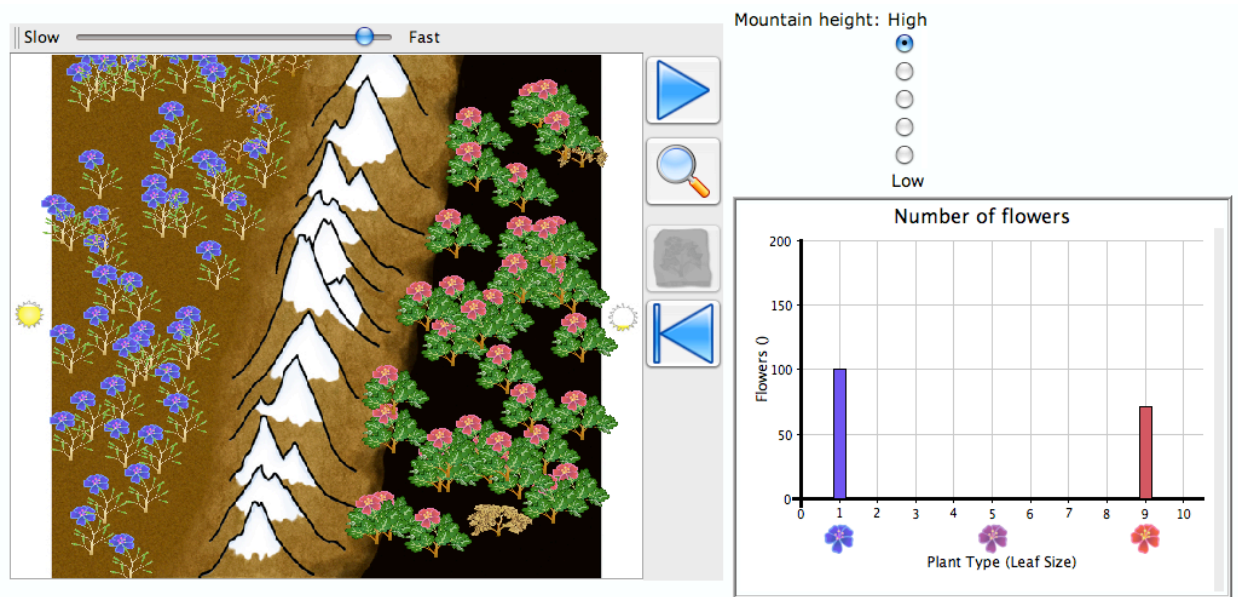 Slow Fast
Mountain height: High
Low
Number of flowers
200
150
100
50
0
Flowers ()
0 1 2 3 4 5 6 7 8 9 10
Plant Type (Leaf Size)